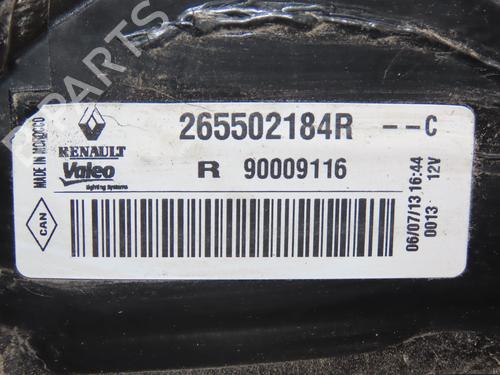 B-PARTS
MADE IN MOROCCO
RENAULT
Valeo
Lighting Systems
265502184R --C
R 90009116
CAN
06/07/13 16:44
0013 12V